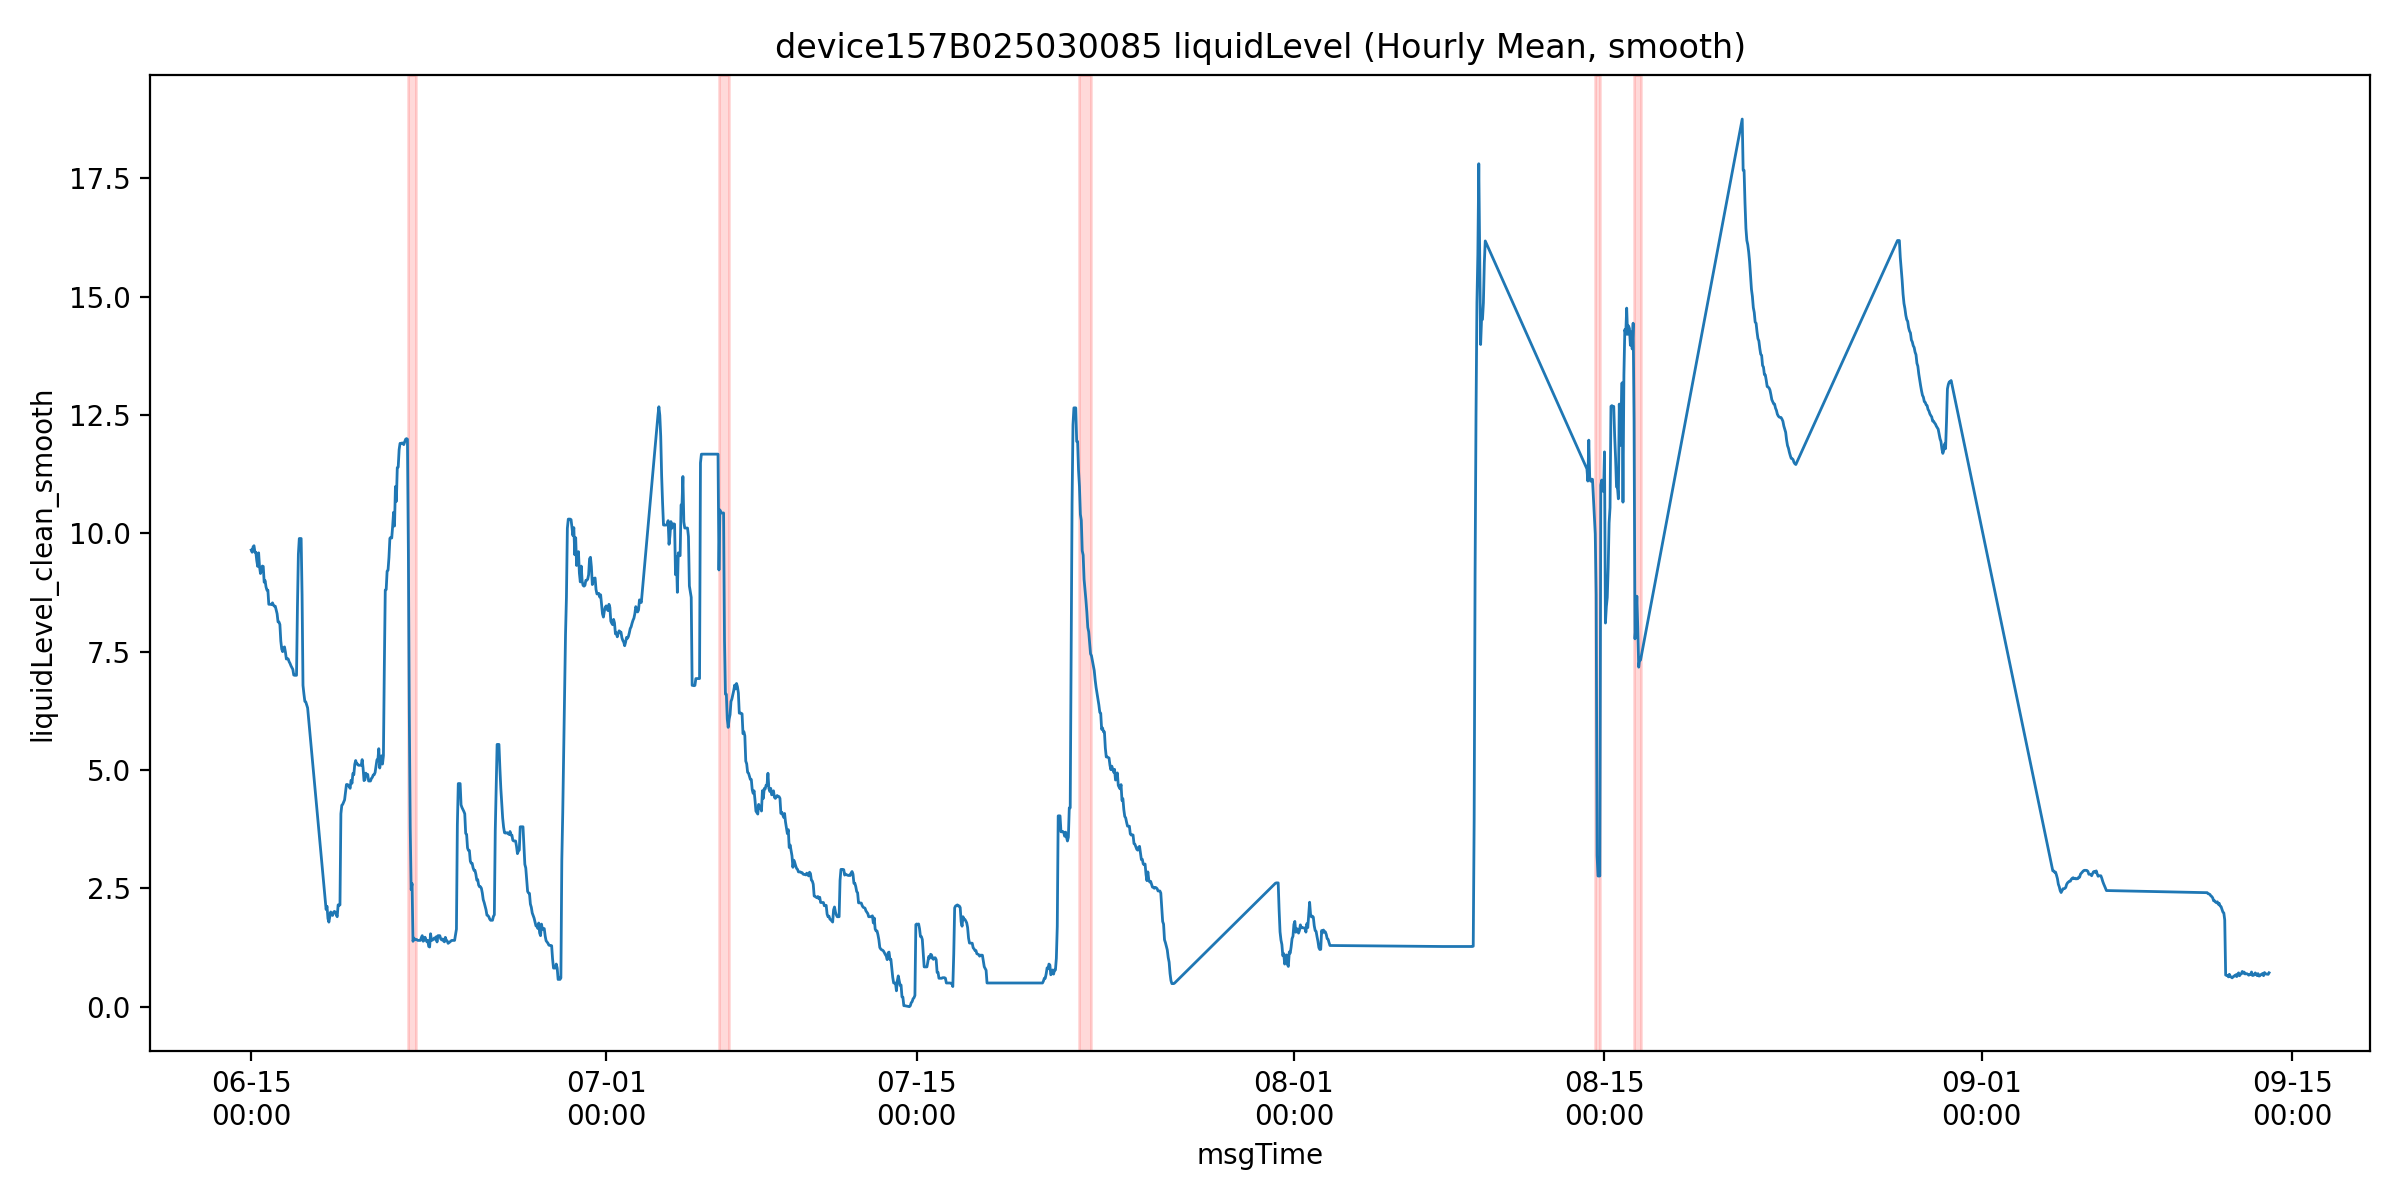 device157B025030085 liquidLevel (Hourly Mean, smooth)
liquidLevel_clean_smooth
17.5
15.0
12.5
10.0
7.5
5.0
2.5
0.0
06-15 07-01 07-15 08-01 08-15 09-01 09-15
00:00 00:00 00:00 00:00 00:00 00:00 00:00
msgTime